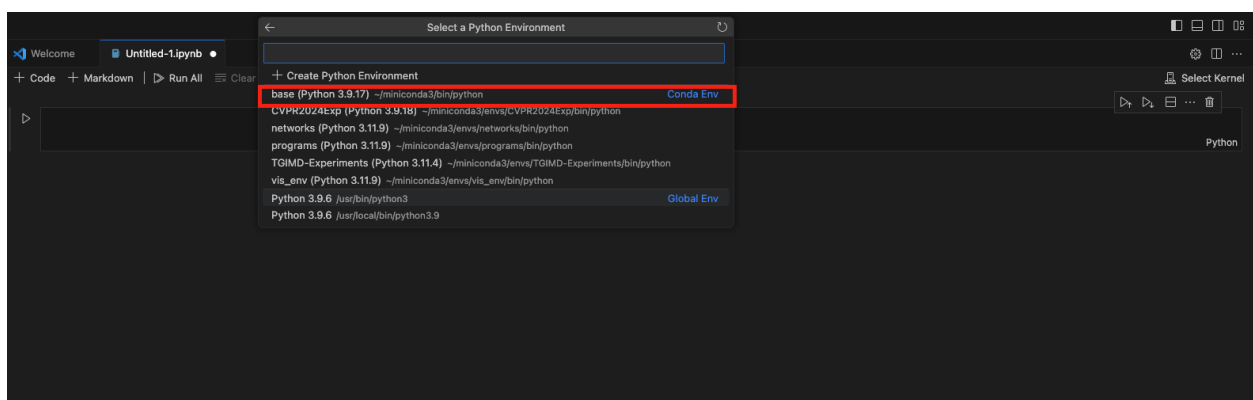 Select a Python Environment
Welcome
Untitled-1.ipynb
+ Code + Markdown Run All Clear
Select Kernel
+ Create Python Environment
base (Python 3.9.17) ~/miniconda3/bin/python Conda Env
CVPR2024Exp (Python 3.9.18) ~/miniconda3/envs/CVPR2024Exp/bin/python
networks (Python 3.11.9) ~/miniconda3/envs/networks/bin/python
programs (Python 3.11.9) ~/miniconda3/envs/programs/bin/python
Python
TGIMD-Experiments (Python 3.11.4) ~/miniconda3/envs/TGIMD-Experiments/bin/python
vis_env (Python 3.11.9) ~/miniconda3/envs/vis_env/bin/python
Python 3.9.6 /usr/bin/python3 Global Env
Python 3.9.6 /usr/local/bin/python3.9